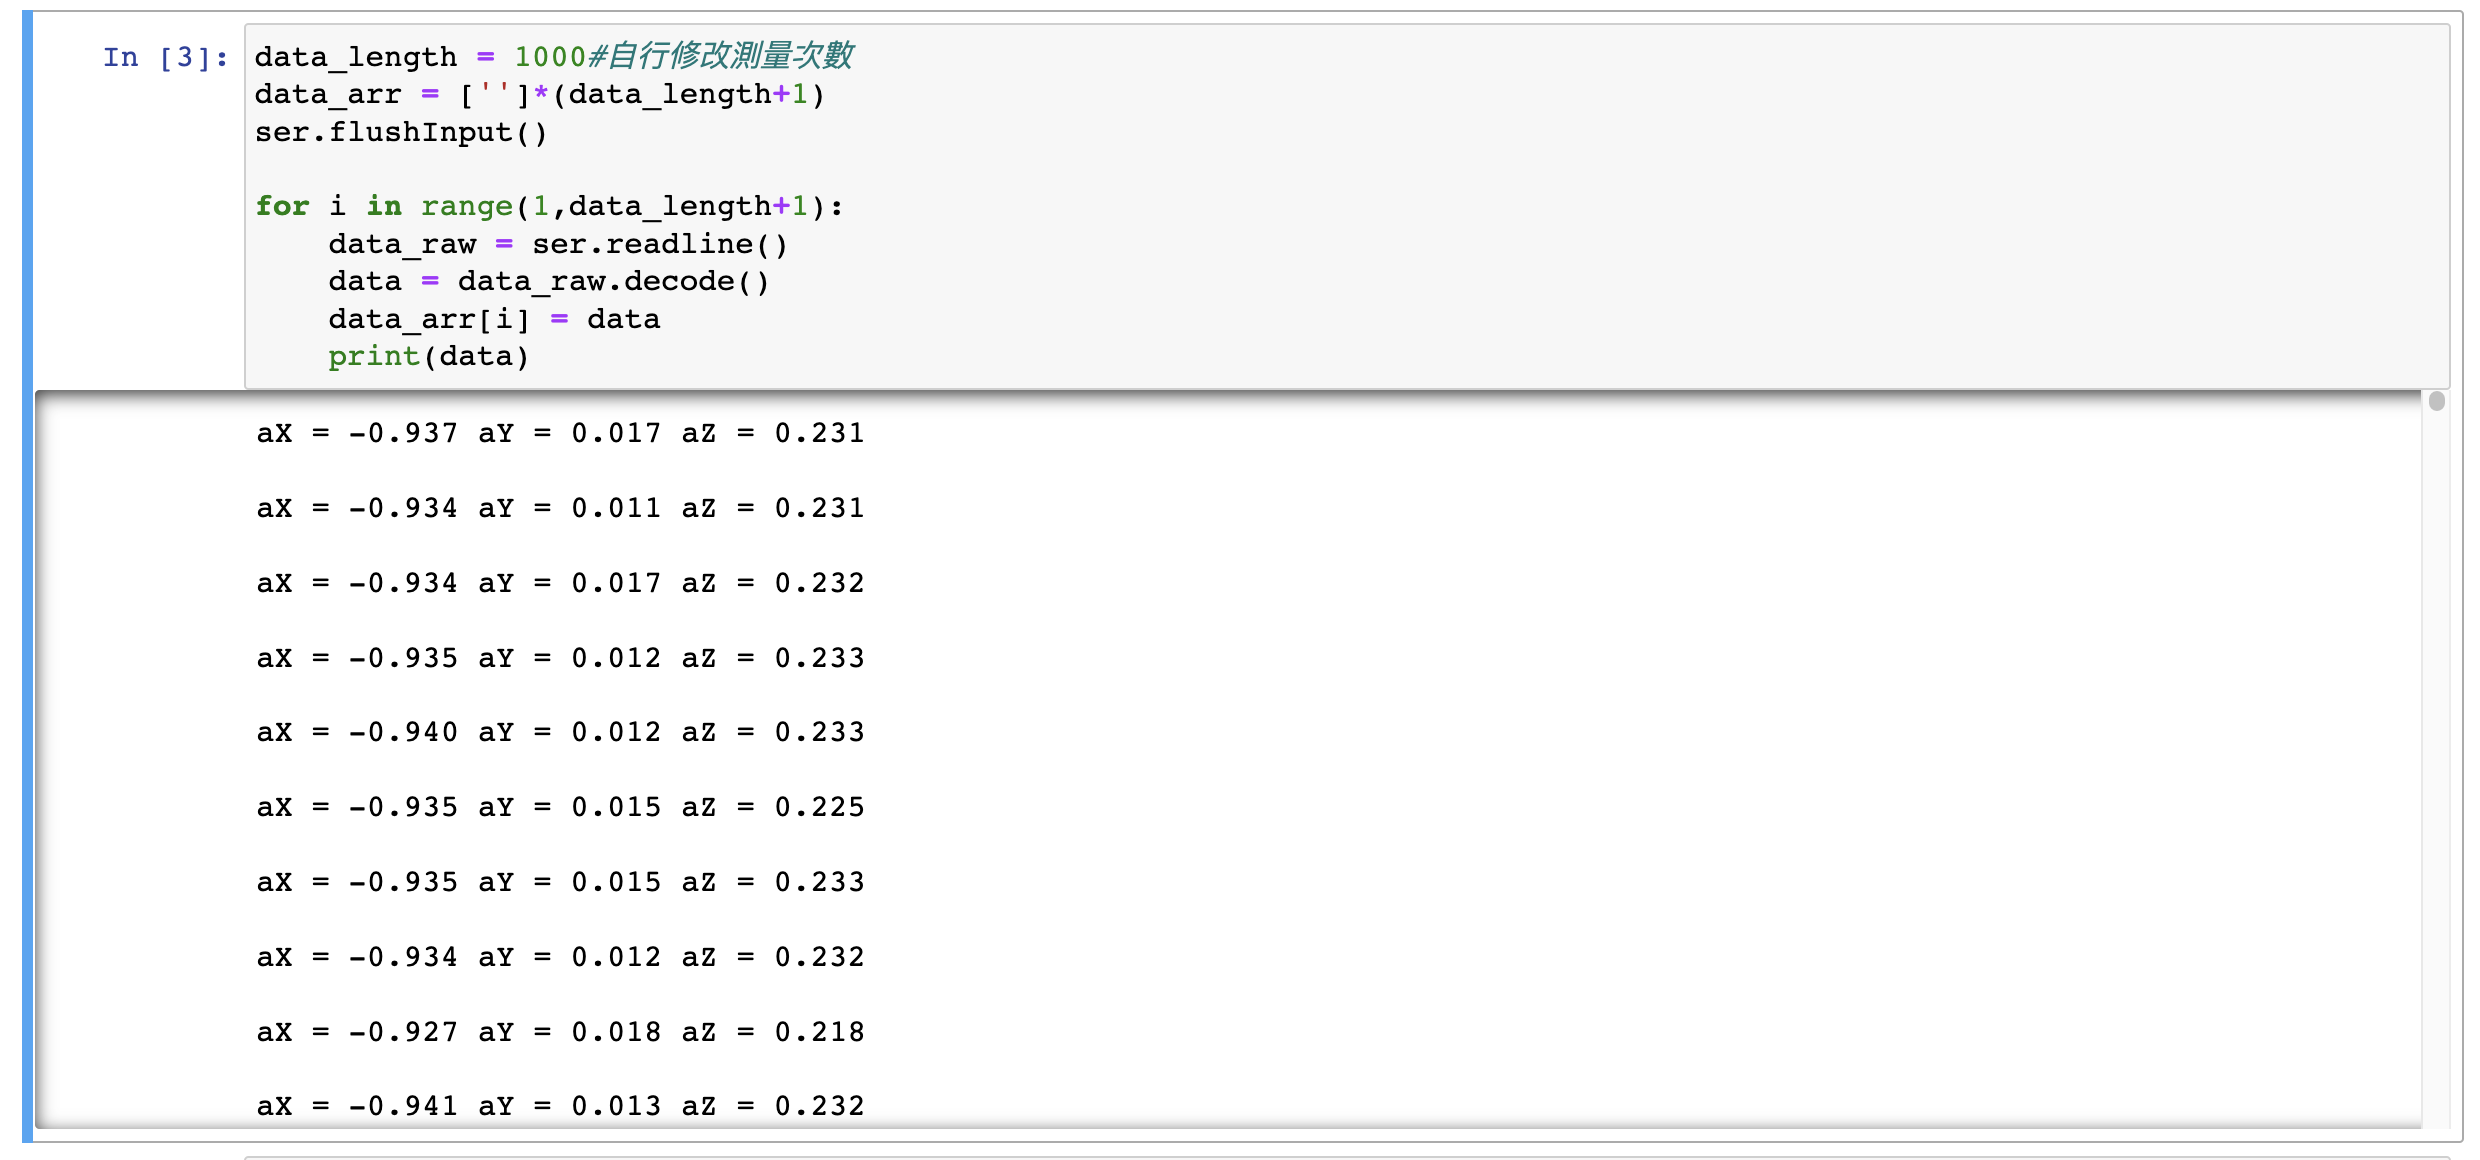 In [3]:
data_length = 1000#自行修改測量次數
data_arr = ['']*(data_length+1)
ser.flushInput()
for i in range(1,data_length+1):
    data_raw = ser.readline()
    data = data_raw.decode()
    data_arr[i] = data
    print(data)
aX = -0.937 aY = 0.017 aZ = 0.231
aX = -0.934 aY = 0.011 aZ = 0.231
aX = -0.934 aY = 0.017 aZ = 0.232
aX = -0.935 aY = 0.012 aZ = 0.233
aX = -0.940 aY = 0.012 aZ = 0.233
aX = -0.935 aY = 0.015 aZ = 0.225
aX = -0.935 aY = 0.015 aZ = 0.233
aX = -0.934 aY = 0.012 aZ = 0.232
aX = -0.927 aY = 0.018 aZ = 0.218
aX = -0.941 aY = 0.013 aZ = 0.232